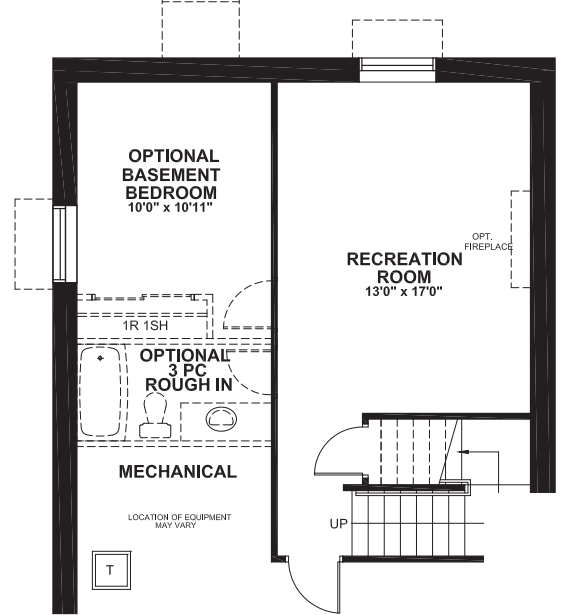 OPTIONAL
BASEMENT
BEDROOM
10'0" x 10'11"
OPT.
FIREPLACE
RECREATION
ROOM
13'0" x 17'0"
1R 1SH
OPTIONAL
3 PC
ROUGH IN
MECHANICAL
LOCATION OF EQUIPMENT
MAY VARY
UP
T